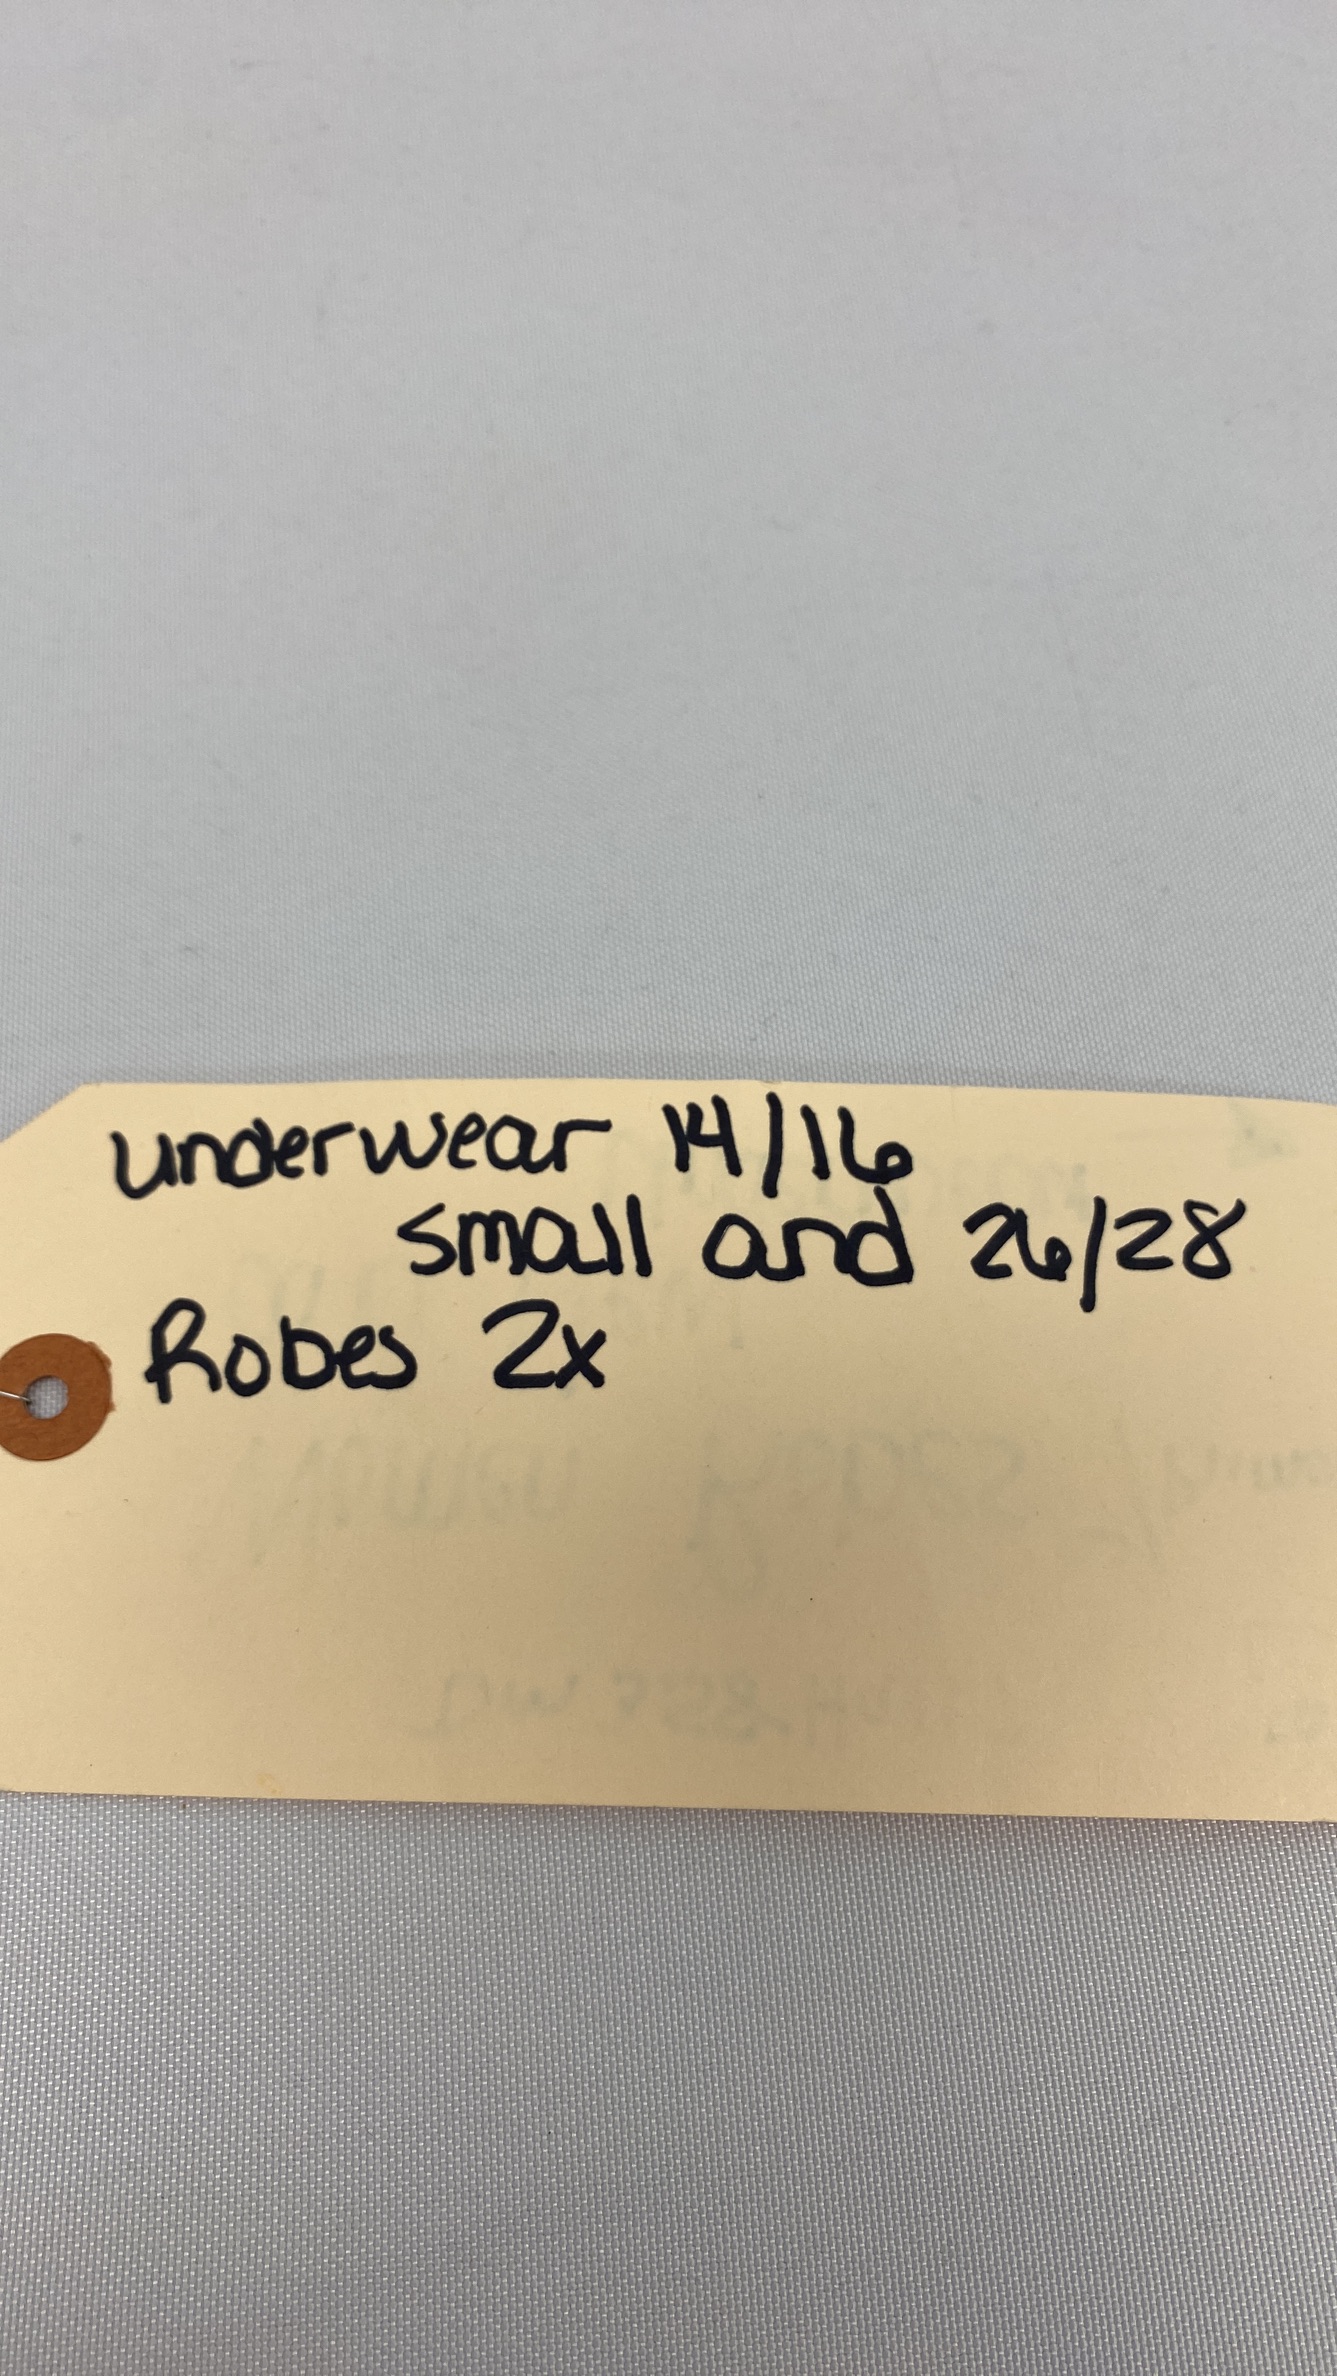 underwear 14/16
small and 26/28
Robes 2x